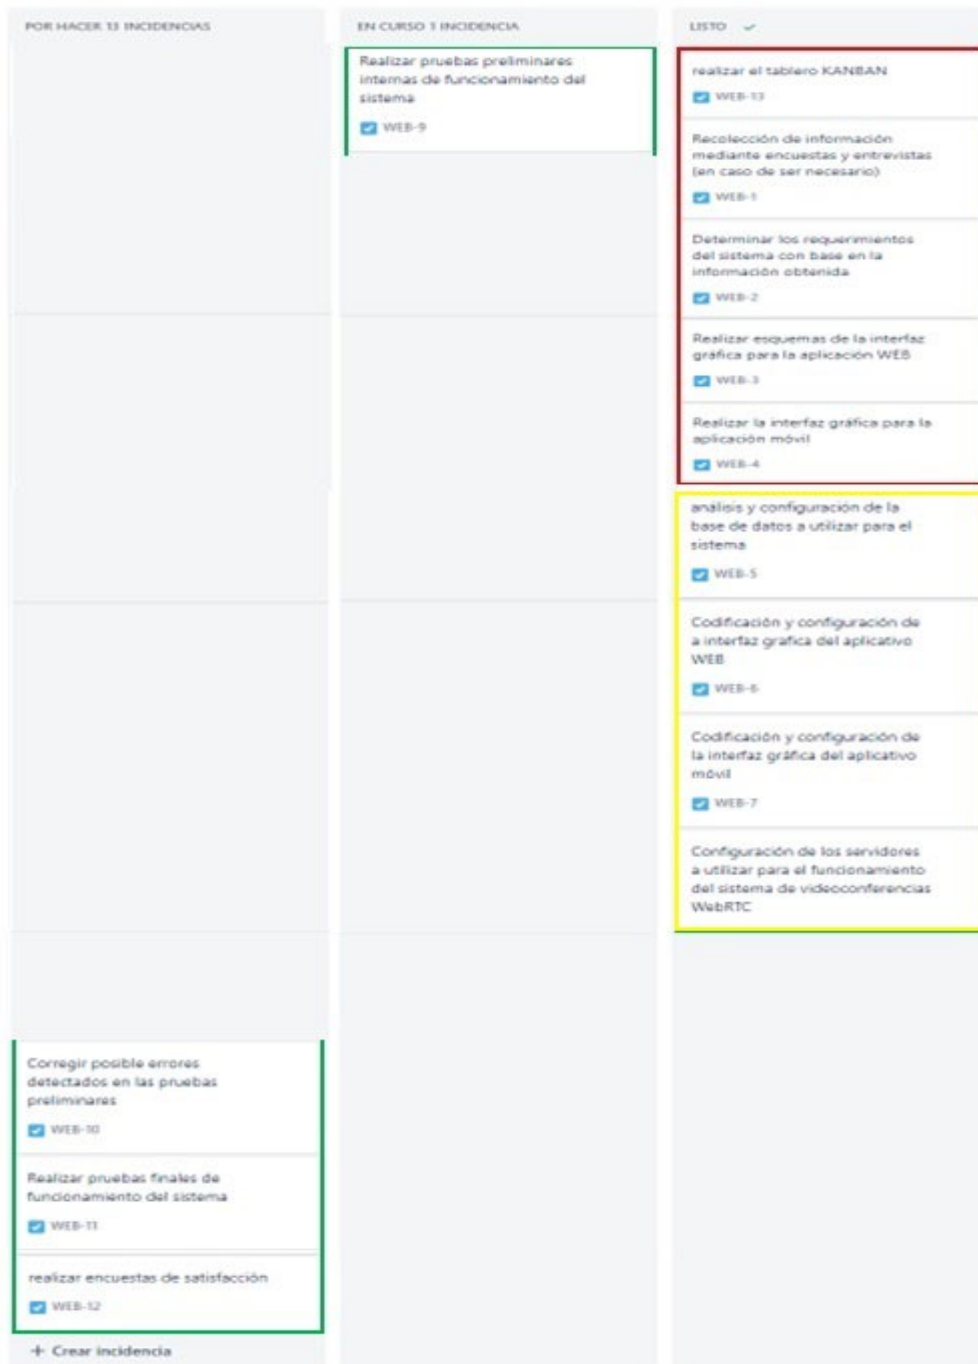 POR HACER 13 INCIDENCIAS
EN CURSO 1 INCIDENCIA
LISTO
Realizar pruebas preliminares
internas de funcionamiento del
sistema
WEB-9
realizar el tablero KANBAN
WEB-13
Recolección de información
mediante encuestas y entrevistas
(en caso de ser necesario)
WEB-1
Determinar los requerimientos
del sistema con base en la
información obtenida
WEB-2
Realizar esquemas de la interfaz
gráfica para la aplicación WEB
WEB-3
Realizar la interfaz gráfica para la
aplicación móvil
WEB-4
análisis y configuración de la
base de datos a utilizar para el
sistema
WEB-5
Codificación y configuración de
a interfaz grafica del aplicativo
WEB
WEB-6
Codificación y configuración de
la interfaz gráfica del aplicativo
móvil
WEB-7
Configuración de los servidores
a utilizar para el funcionamiento
del sistema de videoconferencias
WebRTC
Corregir posible errores
detectados en las pruebas
preliminares
WEB-10
Realizar pruebas finales de
funcionamiento del sistema
WEB-11
realizar encuestas de satisfacción
WEB-12
+ Crear incidencia